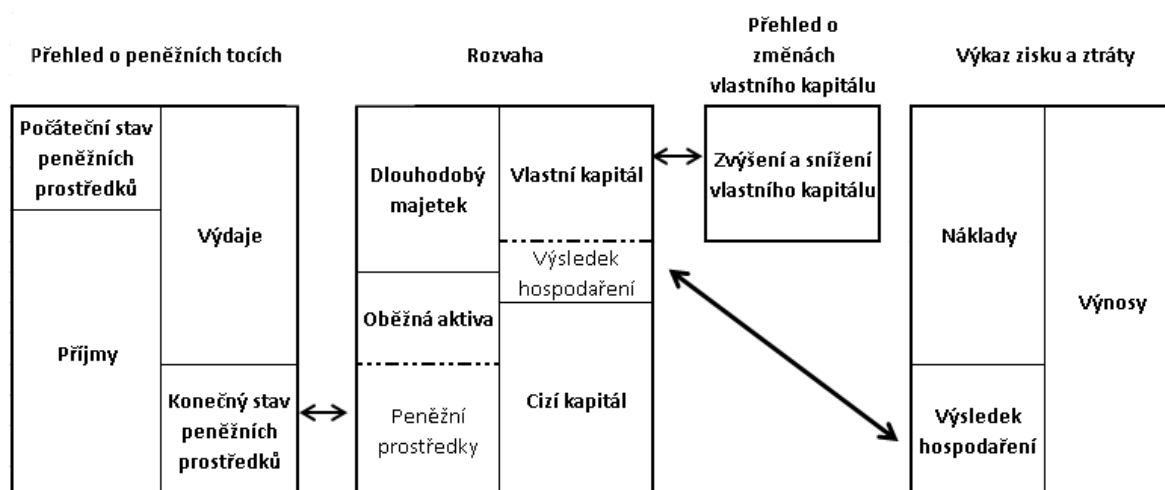 Přehled o peněžních tocích
Rozvaha
Přehled o
změnách
vlastního kapitálu
Výkaz zisku a ztráty
Počáteční stav
peněžních
prostředků
Výdaje
Příjmy
Konečný stav
peněžních
prostředků
Dlouhodobý
majetek
Oběžná aktiva
Peněžní
prostředky
Vlastní kapitál
Výsledek
hospodaření
Cizí kapitál
Zvýšení a snížení
vlastního kapitálu
Náklady
Výsledek
hospodaření
Výnosy